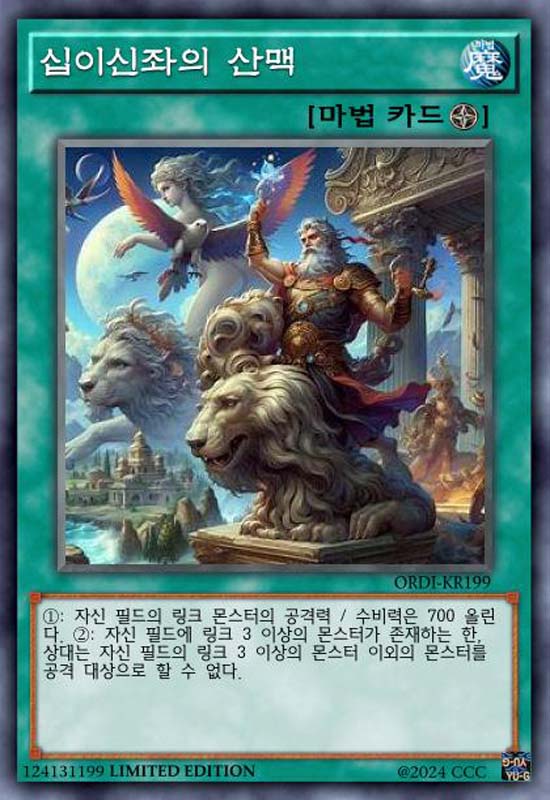 십이신좌의 산맥
마법
魔
[마법 카드]
ORDI-KR199
①: 자신 필드의 링크 몬스터의 공격력 / 수비력은 700 올린
다. ②: 자신 필드에 링크 3 이상의 몬스터가 존재하는 한,
상대는 자신 필드의 링크 3 이상의 몬스터 이외의 몬스터를
공격 대상으로 할 수 없다.
124131199 LIMITED EDITION
@2024 CCC
YU-G